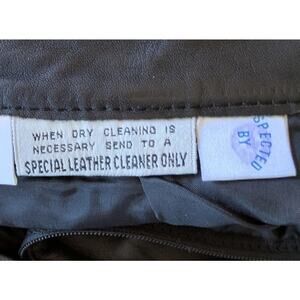 WHEN DRY CLEANING IS
NECESSARY SEND TO A
SPECIAL LEATHER CLEANER ONLY
SPECTED
BY